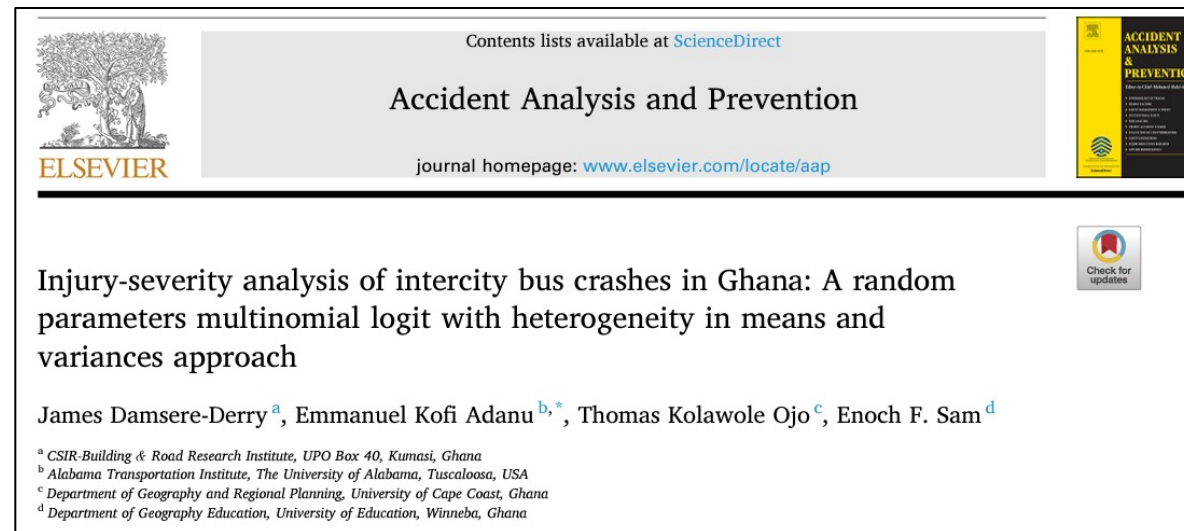 Contents lists available at ScienceDirect
Accident Analysis and Prevention
journal homepage: www.elsevier.com/locate/aap
ELSEVIER
ACCIDENT
ANALYSIS
&
PREVENTIO
Check for
updates
Injury-severity analysis of intercity bus crashes in Ghana: A random
parameters multinomial logit with heterogeneity in means and
variances approach
James Damsere-Derry a, Emmanuel Kofi Adanu b,*, Thomas Kolawole Ojo c, Enoch F. Sam d
a CSIR-Building & Road Research Institute, UPO Box 40, Kumasi, Ghana
b Alabama Transportation Institute, The University of Alabama, Tuscaloosa, USA
c Department of Geography and Regional Planning, University of Cape Coast, Ghana
d Department of Geography Education, University of Education, Winneba, Ghana